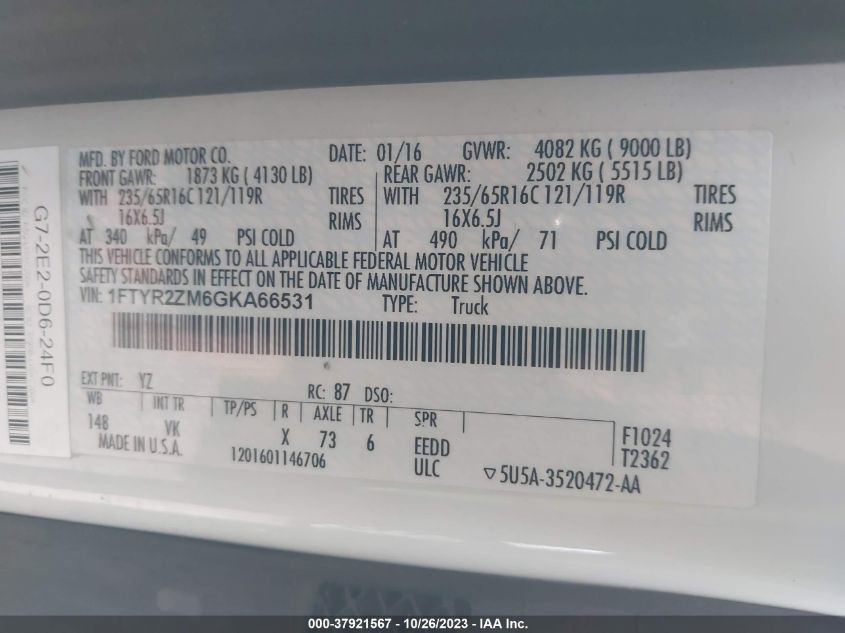 MFD. BY FORD MOTOR CO. DATE: 01/16 GVWR: 4082 KG ( 9000 LB)
FRONT GAWR: 1873 KG ( 4130 LB) REAR GAWR: 2502 KG ( 5515 LB)
WITH 235/65R16C 121/119R TIRES WITH 235/65R16C 121/119R TIRES
16X6.5J RIMS 16X6.5J RIMS
AT 340 kPa/ 49 PSI COLD AT 490 kPa/ 71 PSI COLD
THIS VEHICLE CONFORMS TO ALL APPLICABLE FEDERAL MOTOR VEHICLE
SAFETY STANDARDS IN EFFECT ON THE DATE OF MANUFACTURE SHOWN ABOVE.
VIN: 1FTYR2ZM6GKA66531 TYPE: Truck
EXT PNT: YZ RC: 87 DSO:
WB INT TR TP/PS R AXLE TR SPR
148 VK X 73 6 EEDD F1024
MADE IN U.S.A. 1201601146706 ULC T2362
▽5U5A-3520472-AA
G7-2E2-0D6-24F0
000-37921567 - 10/26/2023 - IAA Inc.